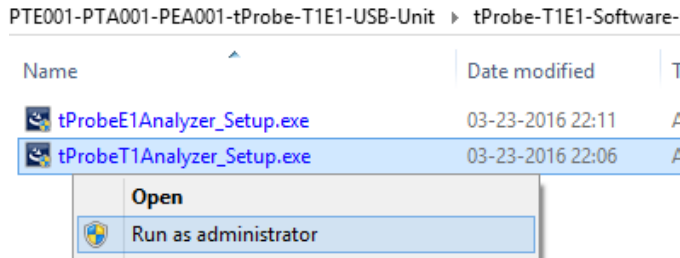 PTE001-PTA001-PEA001-tProbe-T1E1-USB-Unit tProbe-T1E1-Software-
Name Date modified T
tProbeE1Analyzer_Setup.exe 03-23-2016 22:11 A
tProbeT1Analyzer_Setup.exe 03-23-2016 22:06 A
Open
Run as administrator